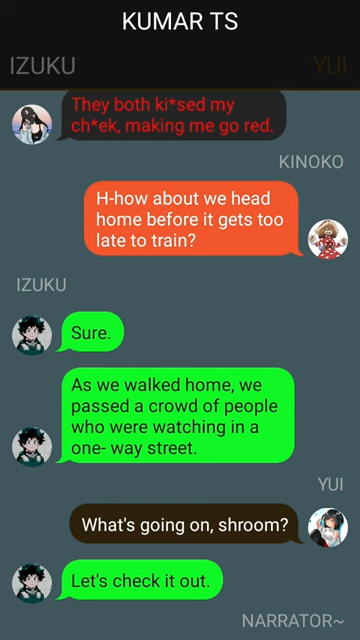 KUMAR TS
IZUKU
YUI
They both ki*sed my
ch*ek, making me go red.
KINOKO
H-how about we head
home before it gets too
late to train?
IZUKU
Sure.
As we walked home, we
passed a crowd of people
who were watching in a
one- way street.
YUI
What's going on, shroom?
Let's check it out.
NARRATOR~